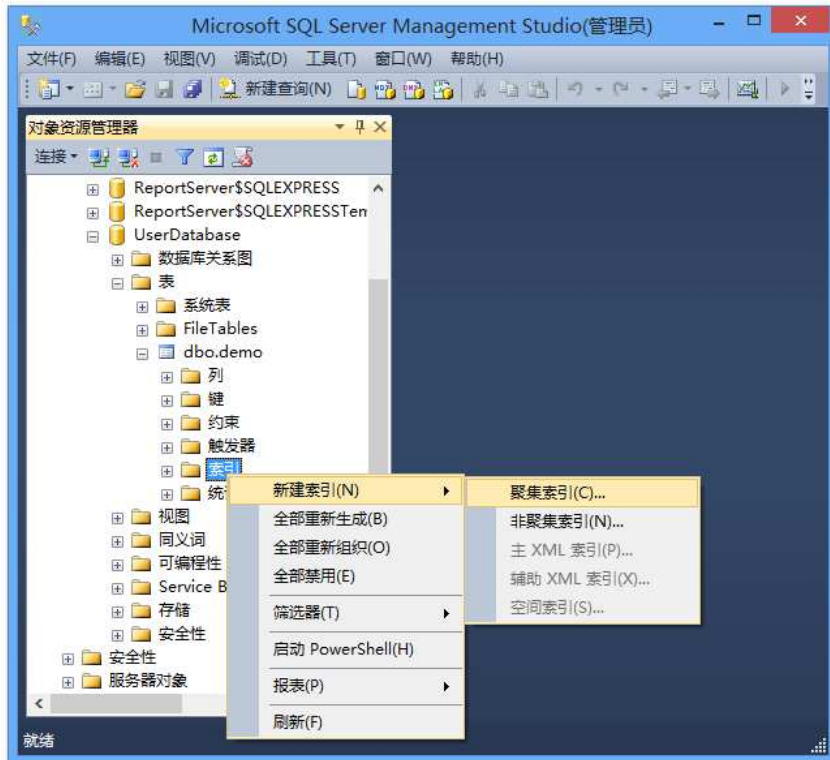 Microsoft SQL Server Management Studio(管理员)
文件(F) 编辑(E) 视图(V) 调试(D) 工具(T) 窗口(W) 帮助(H)
新建查询(N)
对象资源管理器
连接
ReportServer$SQLEXPRESS
ReportServer$SQLEXPRESSTem
UserDatabase
数据库关系图
表
系统表
FileTables
dbo.demo
列
键
约束
触发器
索引
统
视图
同义词
可编程性
Service B
存储
安全性
安全性
服务器对象
新建索引(N)
全部重新生成(B)
全部重新组织(O)
全部禁用(E)
筛选器(T)
启动 PowerShell(H)
报表(P)
刷新(F)
聚集索引(C)...
非聚集索引(N)...
主 XML 索引(P)...
辅助 XML 索引(X)...
空间索引(S)...
就绪